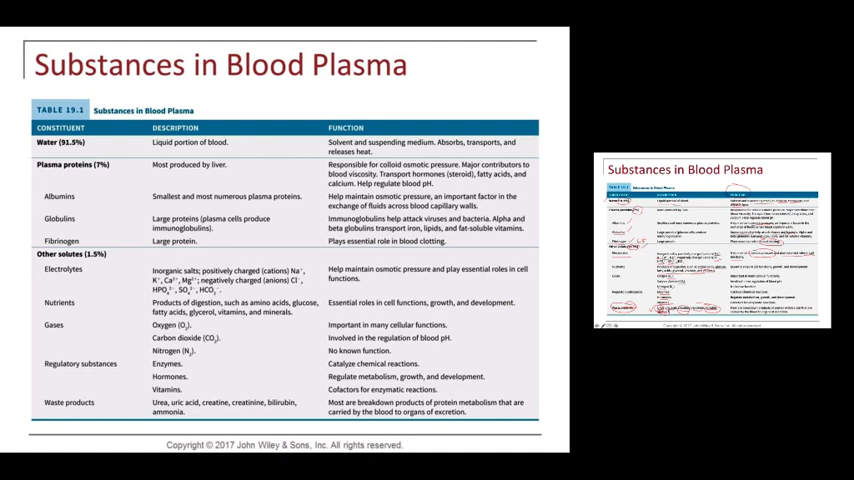 Substances in Blood Plasma
TABLE 19.1 Substances in Blood Plasma
CONSTITUENT DESCRIPTION FUNCTION
Water (91.5%) Liquid portion of blood. Solvent and suspending medium. Absorbs, transports, and
releases heat.
Plasma proteins (7%) Most produced by liver. Responsible for colloid osmotic pressure. Major contributors to
blood viscosity. Transport hormones (steroid), fatty acids, and
calcium. Help regulate blood pH.
Albumins Smallest and most numerous plasma proteins. Help maintain osmotic pressure, an important factor in the
exchange of fluids across blood capillary walls.
Globulins Large proteins (plasma cells produce Immunoglobulins help attack viruses and bacteria. Alpha and
immunoglobulins). beta globulins transport iron, lipids, and fat-soluble vitamins.
Fibrinogen Large protein. Plays essential role in blood clotting.
Other solutes (1.5%)
Electrolytes Inorganic salts; positively charged (cations) Na⁺, Help maintain osmotic pressure and play essential roles in cell
K⁺, Ca²⁺, Mg²⁺; negatively charged (anions) Cl⁻, functions.
HPO₄²⁻, SO₄²⁻, HCO₃⁻.
Nutrients Products of digestion, such as amino acids, glucose, Essential roles in cell functions, growth, and development.
fatty acids, glycerol, vitamins, and minerals.
Gases Oxygen (O₂). Important in many cellular functions.
Carbon dioxide (CO₂). Involved in the regulation of blood pH.
Nitrogen (N₂). No known function.
Regulatory substances Enzymes. Catalyze chemical reactions.
Hormones. Regulate metabolism, growth, and development.
Vitamins. Cofactors for enzymatic reactions.
Waste products Urea, uric acid, creatine, creatinine, bilirubin, Most are breakdown products of protein metabolism that are
ammonia. carried by the blood to organs of excretion.
Copyright © 2017 John Wiley & Sons, Inc. All rights reserved.
Substances in Blood Plasma